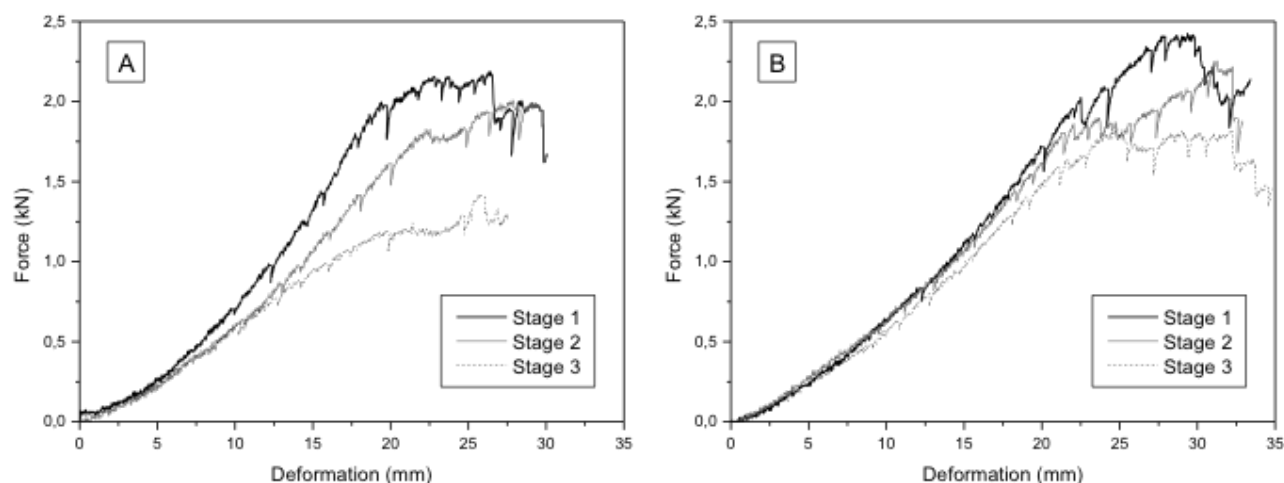 A
2,5
2,0
1,5
1,0
0,5
0,0
Force (kN)
Stage 1
Stage 2
Stage 3
0 5 10 15 20 25 30 35
Deformation (mm)
B
2,5
2,0
1,5
1,0
0,5
0,0
Force (kN)
Stage 1
Stage 2
Stage 3
0 5 10 15 20 25 30 35
Deformation (mm)